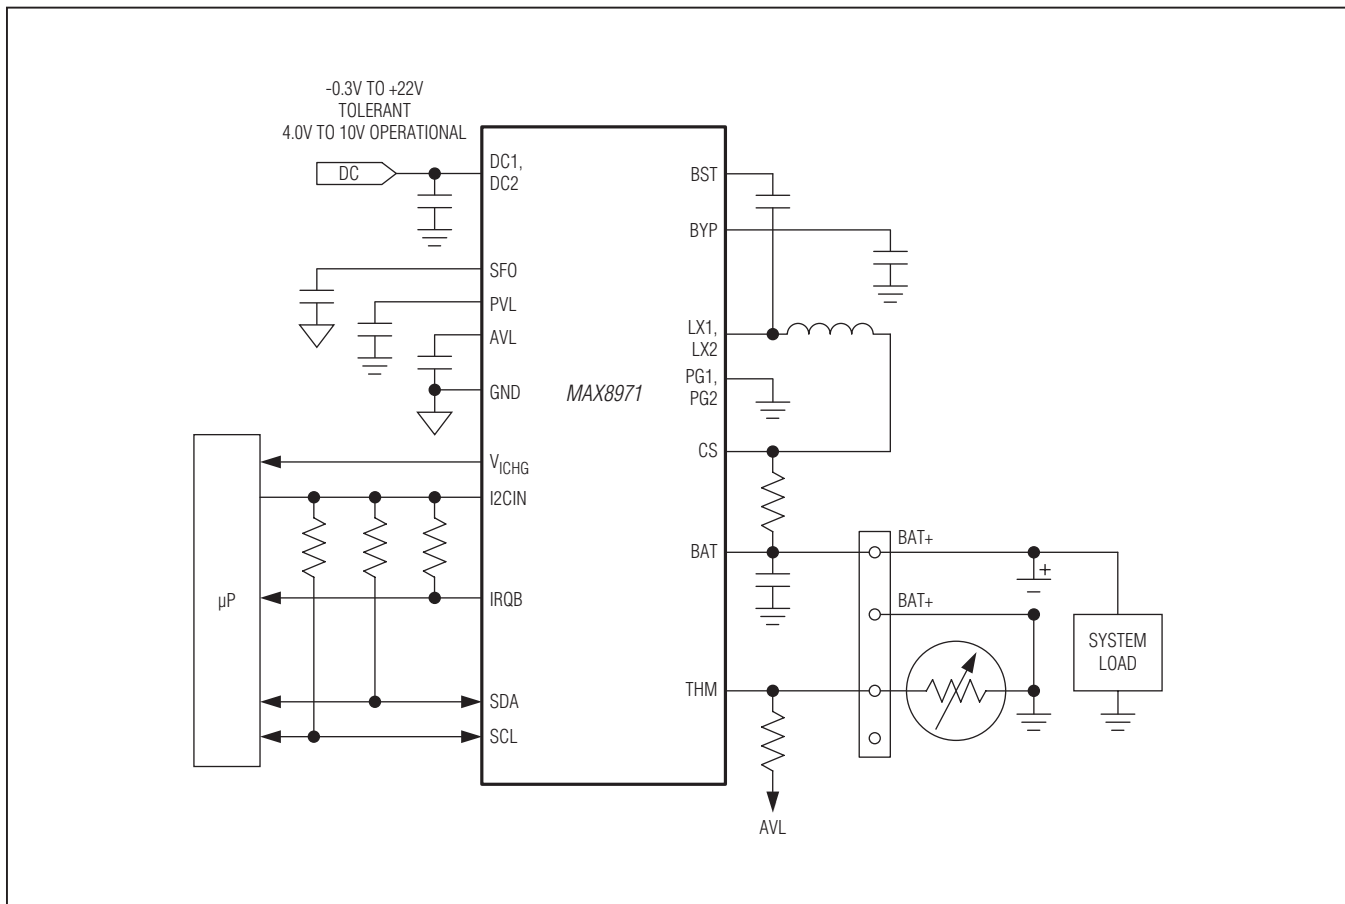 -0.3V TO +22V
TOLERANT
4.0V TO 10V OPERATIONAL
DC
DC1,
DC2
SFO
PVL
AVL
GND
VICHG
I2CIN
IRQB
SDA
SCL
µP
MAX8971
BST
BYP
LX1,
LX2
PG1,
PG2
CS
BAT
THM
AVL
BAT+
BAT+
+
SYSTEM
LOAD